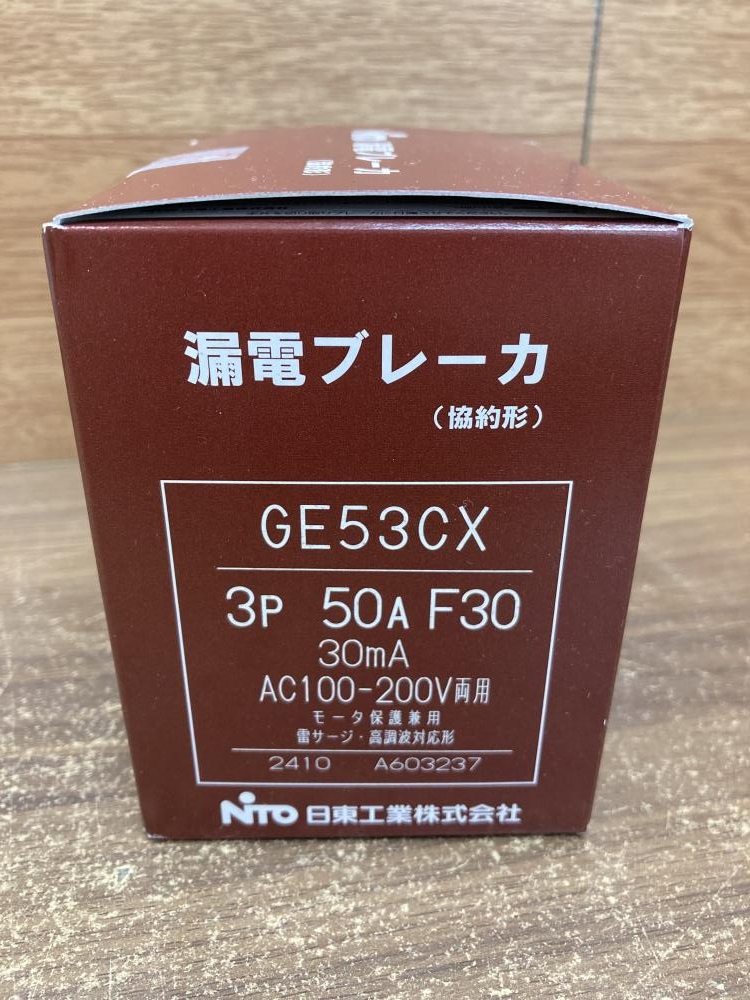 漏電ブレーカ
(協約形)
GE53CX
3P 50A F30
30mA
AC100-200V両用
モータ保護兼用
雷サージ・高調波対応形
2410 A603237
NITO 日東工業株式会社